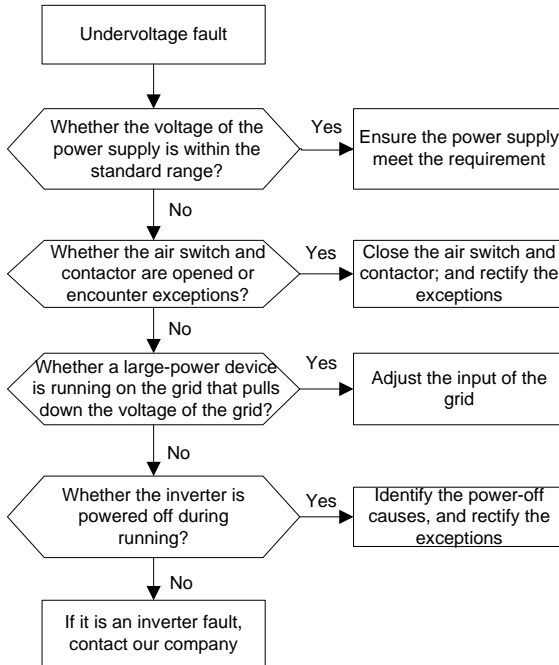 Undervoltage fault
Whether the voltage of the
power supply is within the
standard range?
Yes
Ensure the power supply
meet the requirement
No
Whether the air switch and
contactor are opened or
encounter exceptions?
Yes
Close the air switch and
contactor; and rectify the
exceptions
No
Whether a large-power device
is running on the grid that pulls
down the voltage of the grid?
Yes
Adjust the input of the
grid
No
Whether the inverter is
powered off during
running?
Yes
Identify the power-off
causes, and rectify the
exceptions
No
If it is an inverter fault,
contact our company